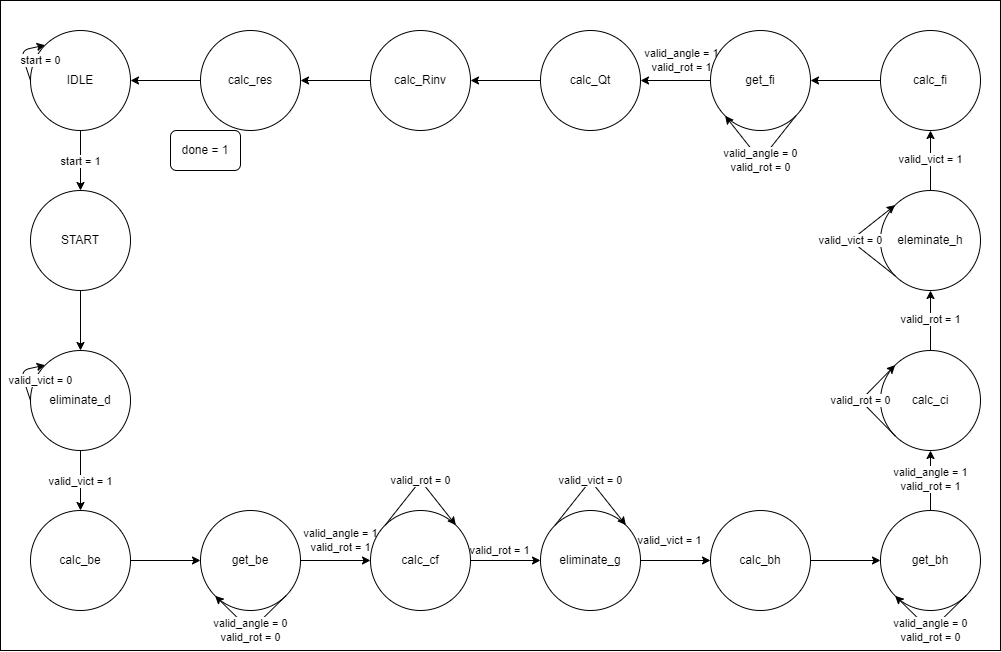 IDLE
start = 0
calc_res
done = 1
calc_Rinv
calc_Qt
valid_angle = 1
valid_rot = 1
get_fi
valid_angle = 0
valid_rot = 0
calc_fi
start = 1
valid_vict = 1
START
valid_vict = 0
eleminate_h
valid_rot = 1
valid_vict = 0
eliminate_d
valid_rot = 0
calc_ci
valid_vict = 1
valid_rot = 0
valid_vict = 0
valid_angle = 1
valid_rot = 1
calc_be
get_be
valid_angle = 1
valid_rot = 1
calc_cf
valid_rot = 1
eliminate_g
valid_vict = 1
calc_bh
get_bh
valid_angle = 0
valid_rot = 0
valid_angle = 0
valid_rot = 0